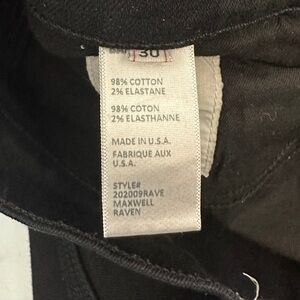 30
98% COTTON
2% ELASTANE
98% COTON
2% ELASTHANNE
MADE IN U.S.A.
FABRIQUE AUX
U.S.A.
STYLE#
202009RAVE
MAXWELL
RAVEN